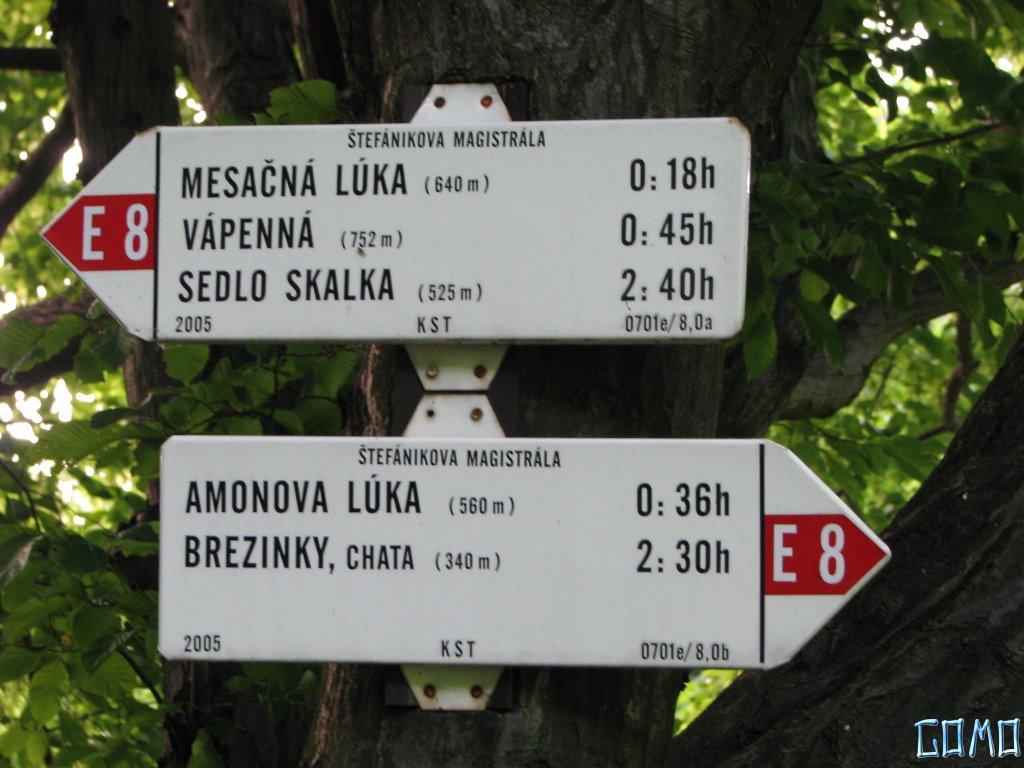 ŠTEFÁNIKOVA MAGISTRÁLA
MESAČNÁ LÚKA (640 m) 0:18h
VÁPENNÁ (752 m) 0:45h
SEDLO SKALKA (525 m) 2:40h
E 8
2005 KST 0701e/8,0a
ŠTEFÁNIKOVA MAGISTRÁLA
AMONOVA LÚKA (560 m) 0:36h
BREZINKY, CHATA (340 m) 2:30h
E 8
2005 KST 0701e/8,0b
GOMO